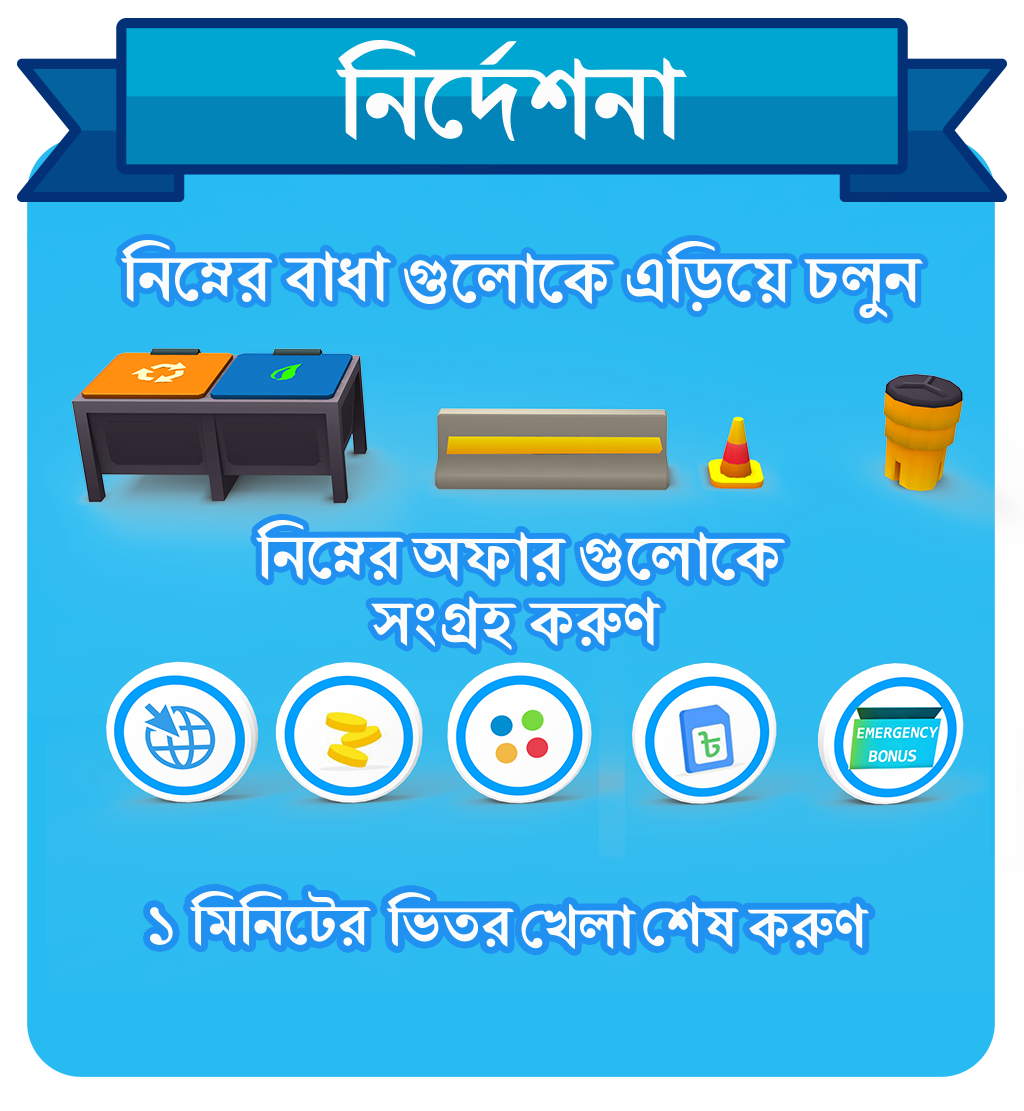 নির্দেশনা
নিম্নের বাধা গুলোকে এড়িয়ে চলুন
নিম্নের অফার গুলোকে
সংগ্রহ করুণ
৳
EMERGENCY
BONUS
১ মিনিটের ভিতর খেলা শেষ করুণ